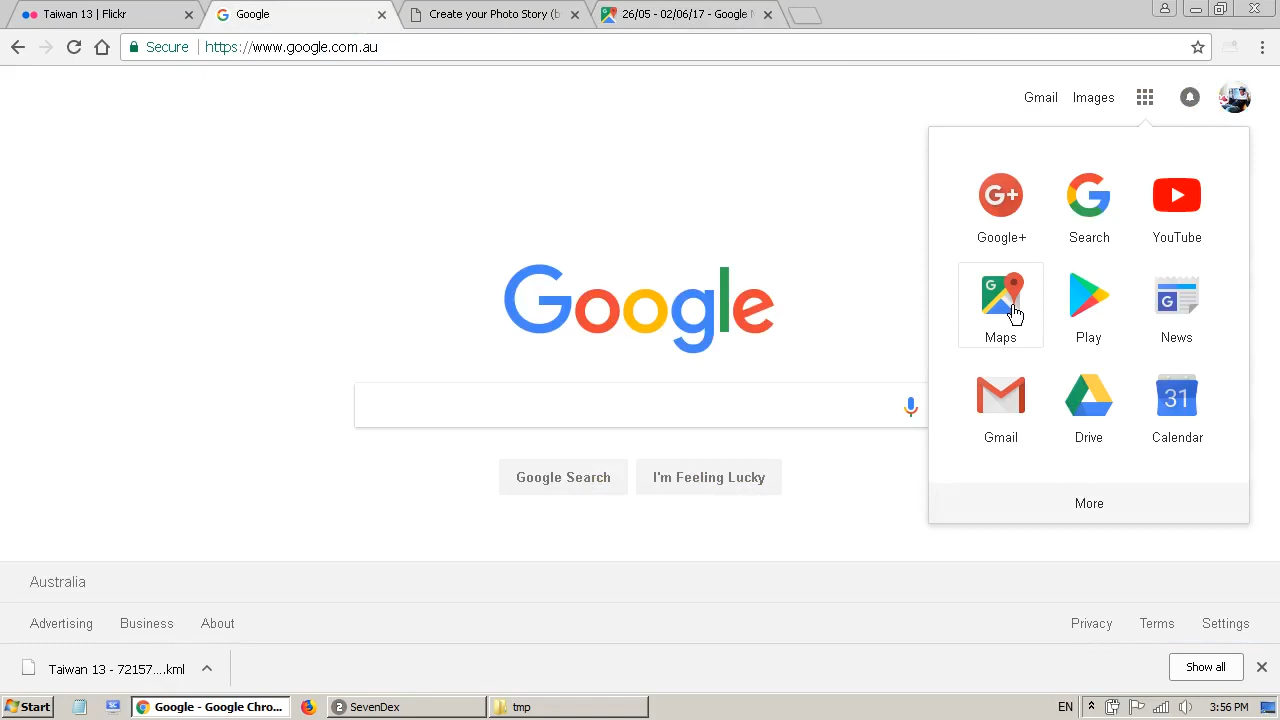 Taiwan 13 | Flickr
Google
Create your Photo Story (b
26/05 - 02/06/17 - Google
Secure
https://www.google.com.au
Gmail
Images
G+
G
Google+
Search
YouTube
G
G
Maps
Play
News
31
Gmail
Drive
Calendar
More
Google
Google Search
I'm Feeling Lucky
Australia
Advertising
Business
About
Privacy
Terms
Settings
Taiwan 13 - 72157....kml
Show all
Start
Google - Google Chro...
2 SevenDex
tmp
EN
3:56 PM